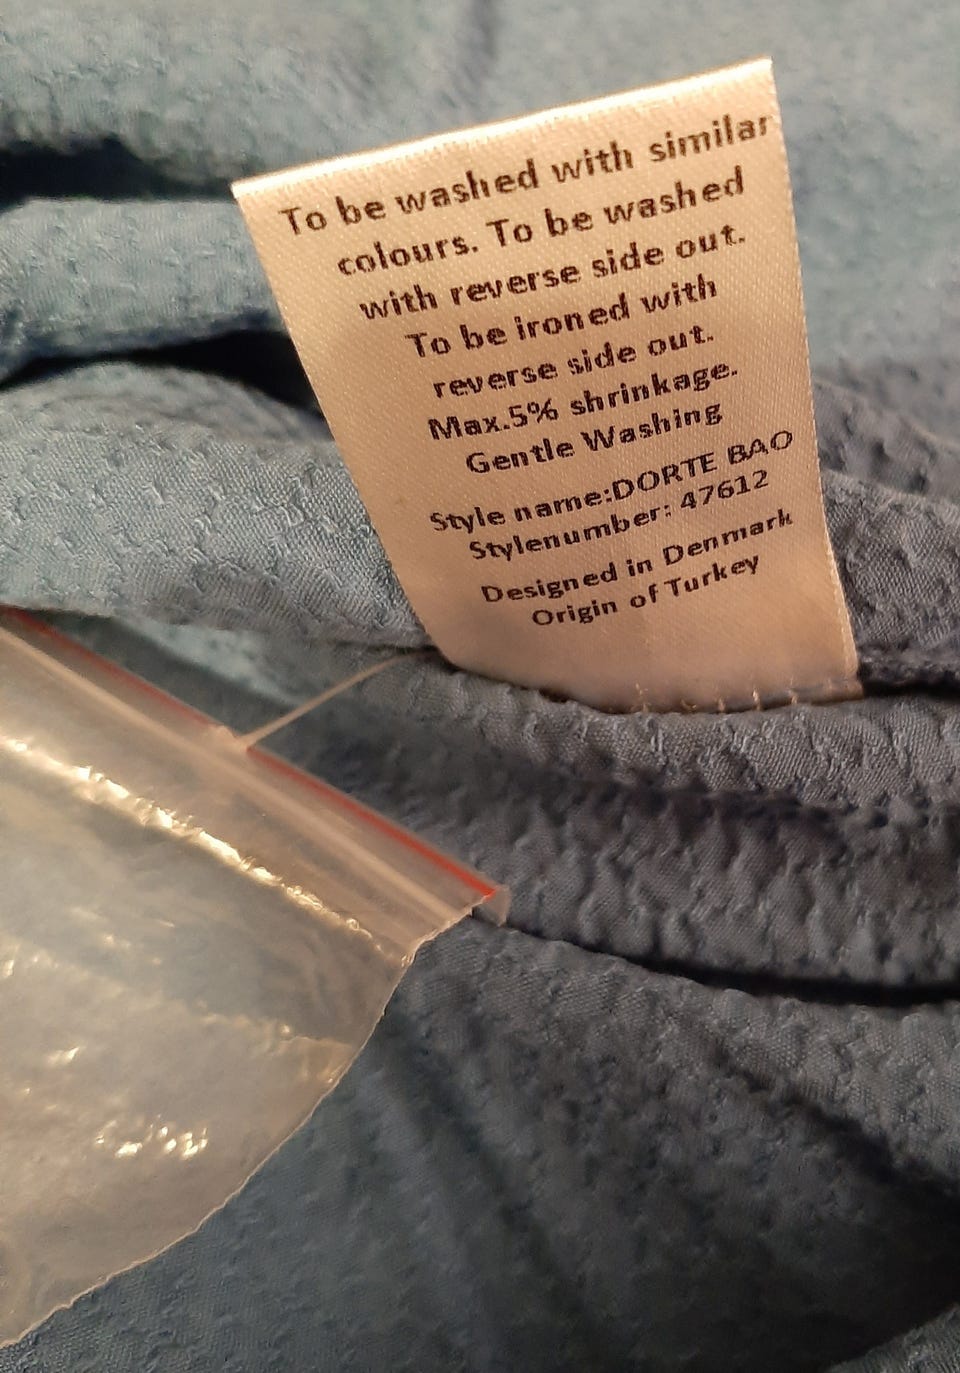 To be washed with similar
colours. To be washed
with reverse side out.
To be ironed with
reverse side out.
Max.5% shrinkage.
Gentle Washing
Style name:DORTE BAO
Stylenumber: 47612
Designed in Denmark
Origin of Turkey